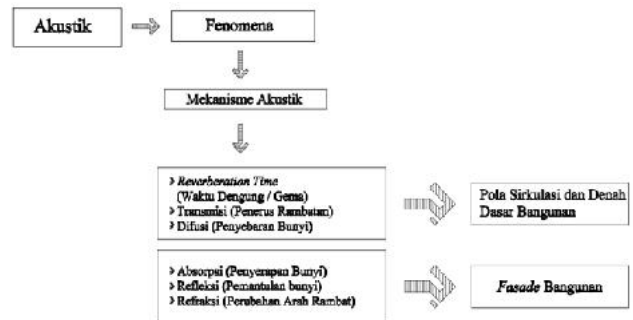 Akustik
Fenomena
Mekanisme Akustik
Reverberation Time
(Waktu Dengung / Gema)
Transmisi (Penerus Rambatan)
Difusi (Penyebaran Bunyi)
Pola Sirkulasi dan Denah
Dasar Bangunan
Absorpsi (Penyerapan Bunyi)
Refleksi (Pemantulan bunyi)
Refraksi (Perubahan Arah Rambat)
Fasade Bangunan